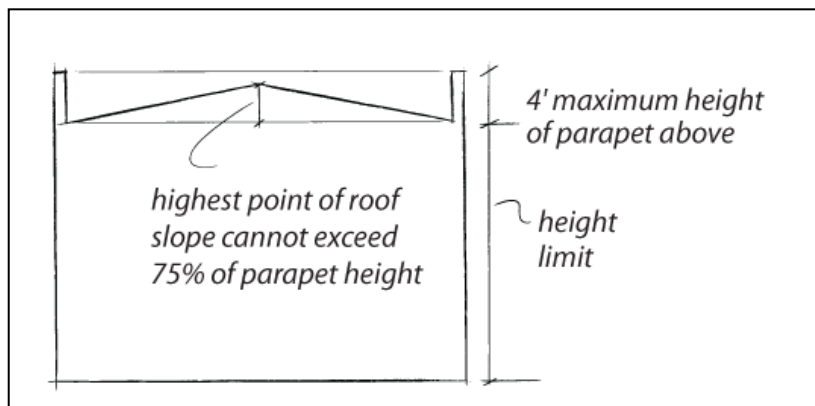 4' maximum height
of parapet above
highest point of roof
slope cannot exceed
75% of parapet height
height
limit